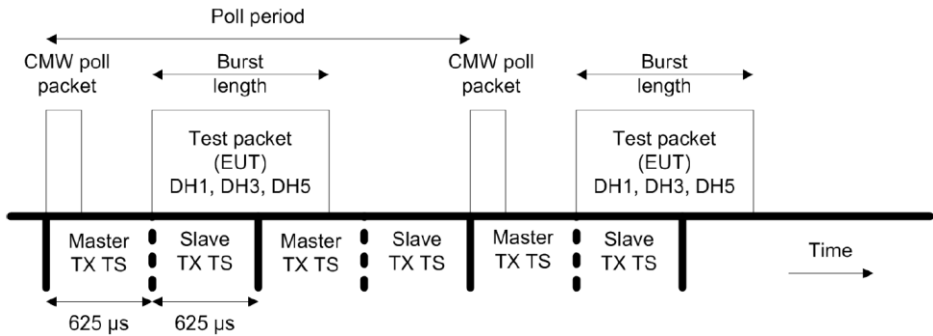 Poll period
CMW poll
packet
Burst
length
CMW poll
packet
Burst
length
Test packet
(EUT)
DH1, DH3, DH5
Test packet
(EUT)
DH1, DH3, DH5
Master
TX TS
Slave
TX TS
Master
TX TS
Slave
TX TS
Master
TX TS
Slave
TX TS
Time
625 µs
625 µs